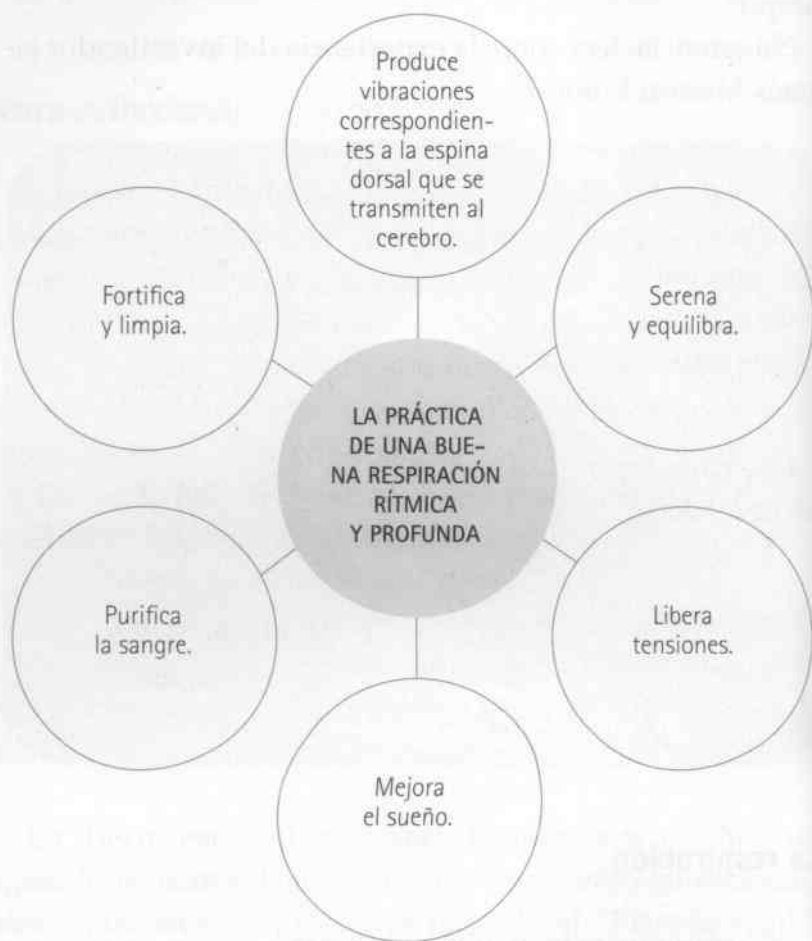 Produce
vibraciones
correspondien-
tes a la espina
dorsal que se
transmiten al
cerebro.
Fortifica
y limpia.
Serena
y equilibra.
LA PRÁCTICA
DE UNA BUE-
NA RESPIRACIÓN
RÍTMICA
Y PROFUNDA
Purifica
la sangre.
Libera
tensiones.
Mejora
el sueño.